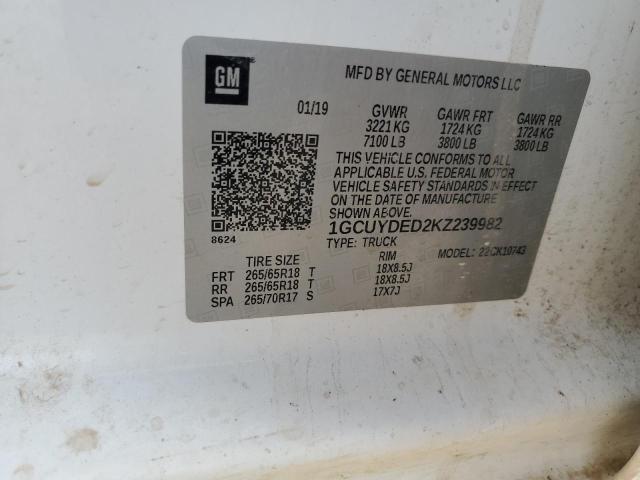 GM
MFD BY GENERAL MOTORS LLC
01/19 GVWR GAWR FRT GAWR RR
3221 KG 1724 KG 1724 KG
7100 LB 3800 LB 3800 LB
THIS VEHICLE CONFORMS TO ALL
APPLICABLE U.S. FEDERAL MOTOR
VEHICLE SAFETY STANDARDS IN EFFECT
ON THE DATE OF MANUFACTURE
SHOWN ABOVE.
1GCUYDED2KZ239982
8624
TYPE: TRUCK
MODEL: 22CK10743
TIRE SIZE RIM
FRT 265/65R18 T 18X8.5J
RR 265/65R18 T 18X8.5J
SPA 265/70R17 S 17X7J